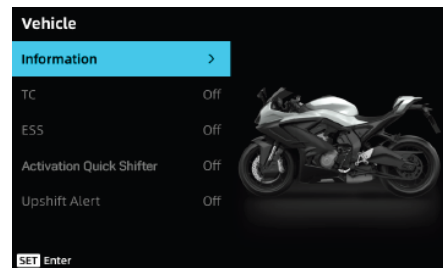 Vehicle
Information >
TC Off
ESS Off
Activation Quick Shifter Off
Upshift Alert Off
SET Enter